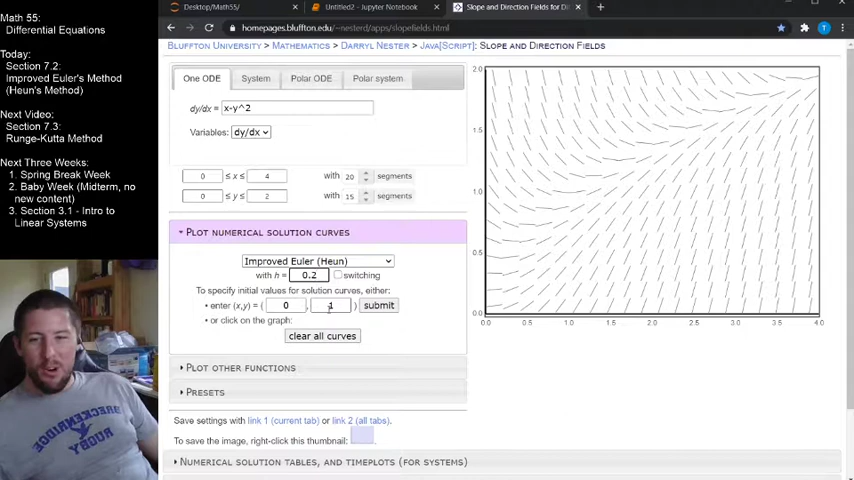 Math 55:
Differential Equations
Today:
Section 7.2:
Improved Euler's Method
(Heun's Method)
Next Video:
Section 7.3:
Runge-Kutta Method
Next Three Weeks:
1. Spring Break Week
2. Baby Week (Midterm, no
new content)
3. Section 3.1 - Intro to
Linear Systems
BRECKENRIDGE
RUGBY
Desktop/Math55/
Untitled2 - Jupyter Notebook
Slope and Direction Fields for Di
homepages.bluffton.edu/~nesterd/apps/slopefields.html
T
BLUFFTON UNIVERSITY > MATHEMATICS > DARRYL NESTER > JAVA[SCRIPT]: SLOPE AND DIRECTION FIELDS
One ODE System Polar ODE Polar system
dy/dx = x-y^2
Variables: dy/dx
0 ≤ x ≤ 4 with 20 segments
0 ≤ y ≤ 2 with 15 segments
PLOT NUMERICAL SOLUTION CURVES
Improved Euler (Heun)
with h = 0.2 switching
To specify initial values for solution curves, either:
• enter (x,y) = ( 0 , 1 ) submit
• or click on the graph:
clear all curves
PLOT OTHER FUNCTIONS
PRESETS
Save settings with link 1 (current tab) or link 2 (all tabs).
To save the image, right-click this thumbnail: .
NUMERICAL SOLUTION TABLES, AND TIMEPLOTS (FOR SYSTEMS)
2.0
1.5
1.0
0.5
0.0
0.0 0.5 1.0 1.5 2.0 2.5 3.0 3.5 4.0